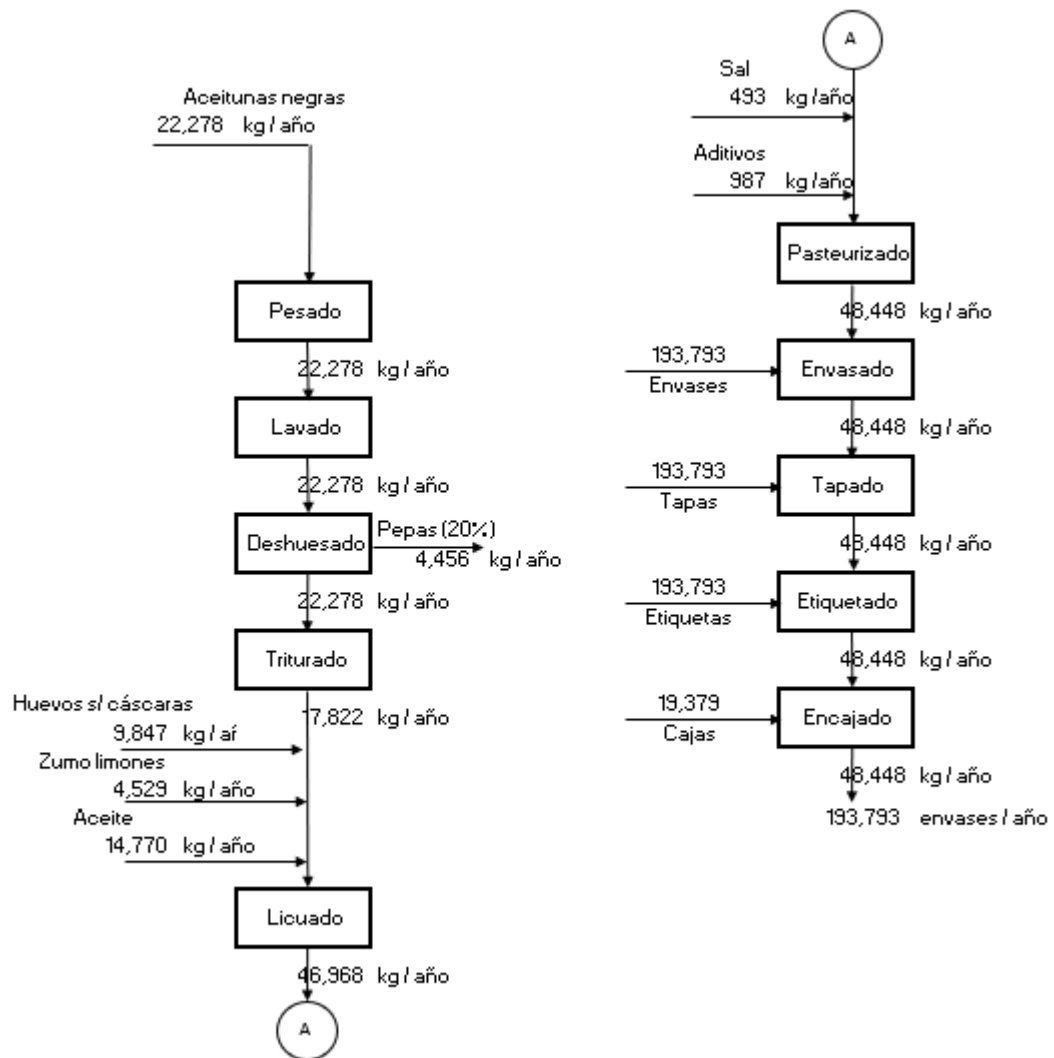 Aceitunas negras
22,278 kg / año
Pesado
22,278 kg / año
Lavado
22,278 kg / año
Deshuesado
Pepas (20%)
4,456 kg / año
22,278 kg / año
Triturado
17,822 kg / año
Huevos s/ cáscaras
9,847 kg / aí
Zumo limones
4,529 kg / año
Aceite
14,770 kg / año
Licuado
46,968 kg / año
A
A
Sal
493 kg / año
Aditivos
987 kg / año
Pasteurizado
48,448 kg / año
193,793
Envases
Envasado
48,448 kg / año
193,793
Tapas
Tapado
48,448 kg / año
193,793
Etiquetas
Etiquetado
48,448 kg / año
19,379
Cajas
Encajado
48,448 kg / año
193,793 envases / año